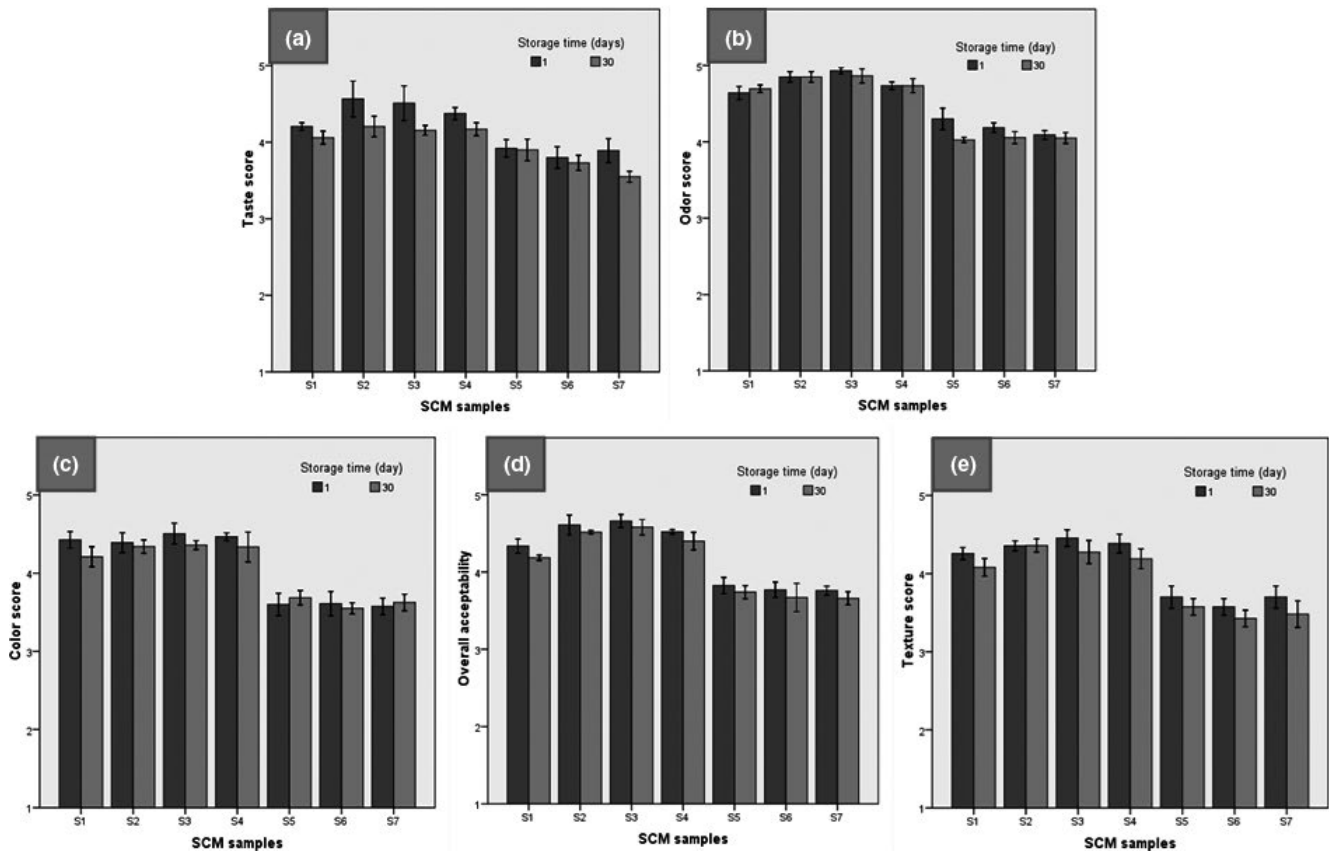 (a)
Storage time (days)
1 30
5
4
3
2
1
Taste score
S1 S2 S3 S4 S5 S6 S7
SCM samples
(b)
Storage time (day)
1 30
5
4
3
2
1
Odor score
S1 S2 S3 S4 S5 S6 S7
SCM samples
(c)
Storage time (day)
1 30
5
4
3
2
1
Color score
S1 S2 S3 S4 S5 S6 S7
SCM samples
(d)
Storage time (day)
1 30
5
4
3
2
1
Overall acceptability
S1 S2 S3 S4 S5 S6 S7
SCM samples
(e)
Storage time (day)
1 30
5
4
3
2
1
Texture score
S1 S2 S3 S4 S5 S6 S7
SCM samples